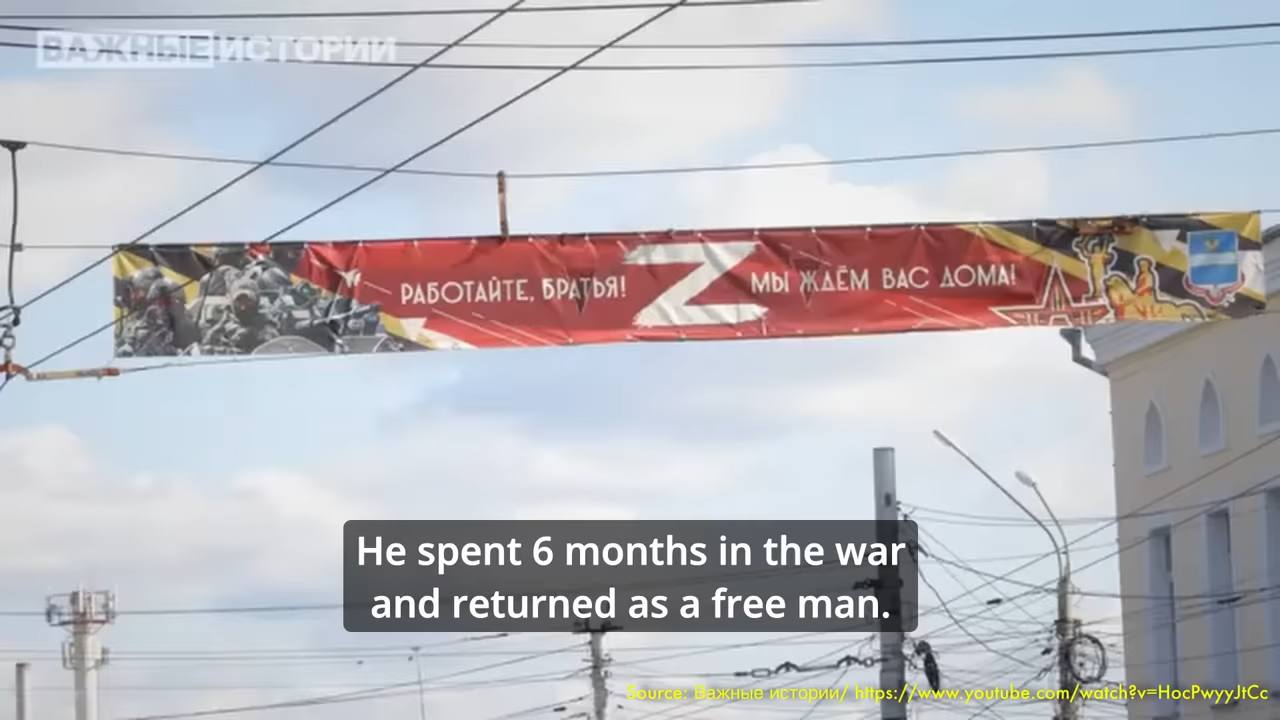 ВАЖНЫЕ ИСТОРИИ
РАБОТАЙТЕ, БРАТЬЯ! Z МЫ ЖДЁМ ВАС ДОМА!
He spent 6 months in the war
and returned as a free man.
Source: Важные истории/ https://www.youtube.com/watch?v=HocPwyyJtCc